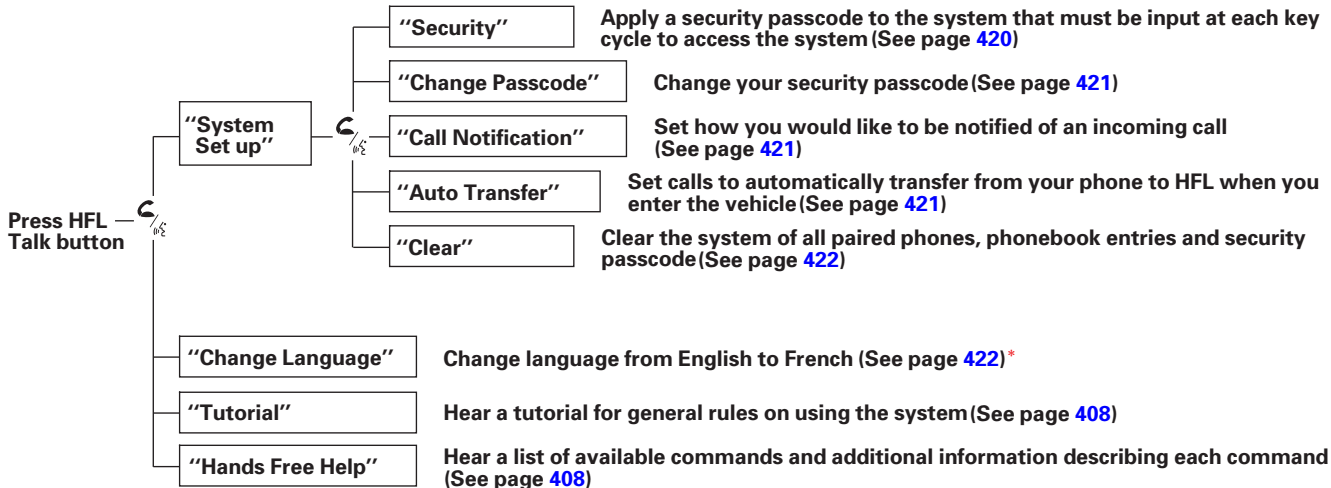 Press HFL
Talk button
"System
Set up"
"Security"
Apply a security passcode to the system that must be input at each key
cycle to access the system (See page 420)
"Change Passcode"
Change your security passcode (See page 421)
"Call Notification"
Set how you would like to be notified of an incoming call
(See page 421)
"Auto Transfer"
Set calls to automatically transfer from your phone to HFL when you
enter the vehicle (See page 421)
"Clear"
Clear the system of all paired phones, phonebook entries and security
passcode (See page 422)
"Change Language"
Change language from English to French (See page 422)*
"Tutorial"
Hear a tutorial for general rules on using the system (See page 408)
"Hands Free Help"
Hear a list of available commands and additional information describing each command
(See page 408)